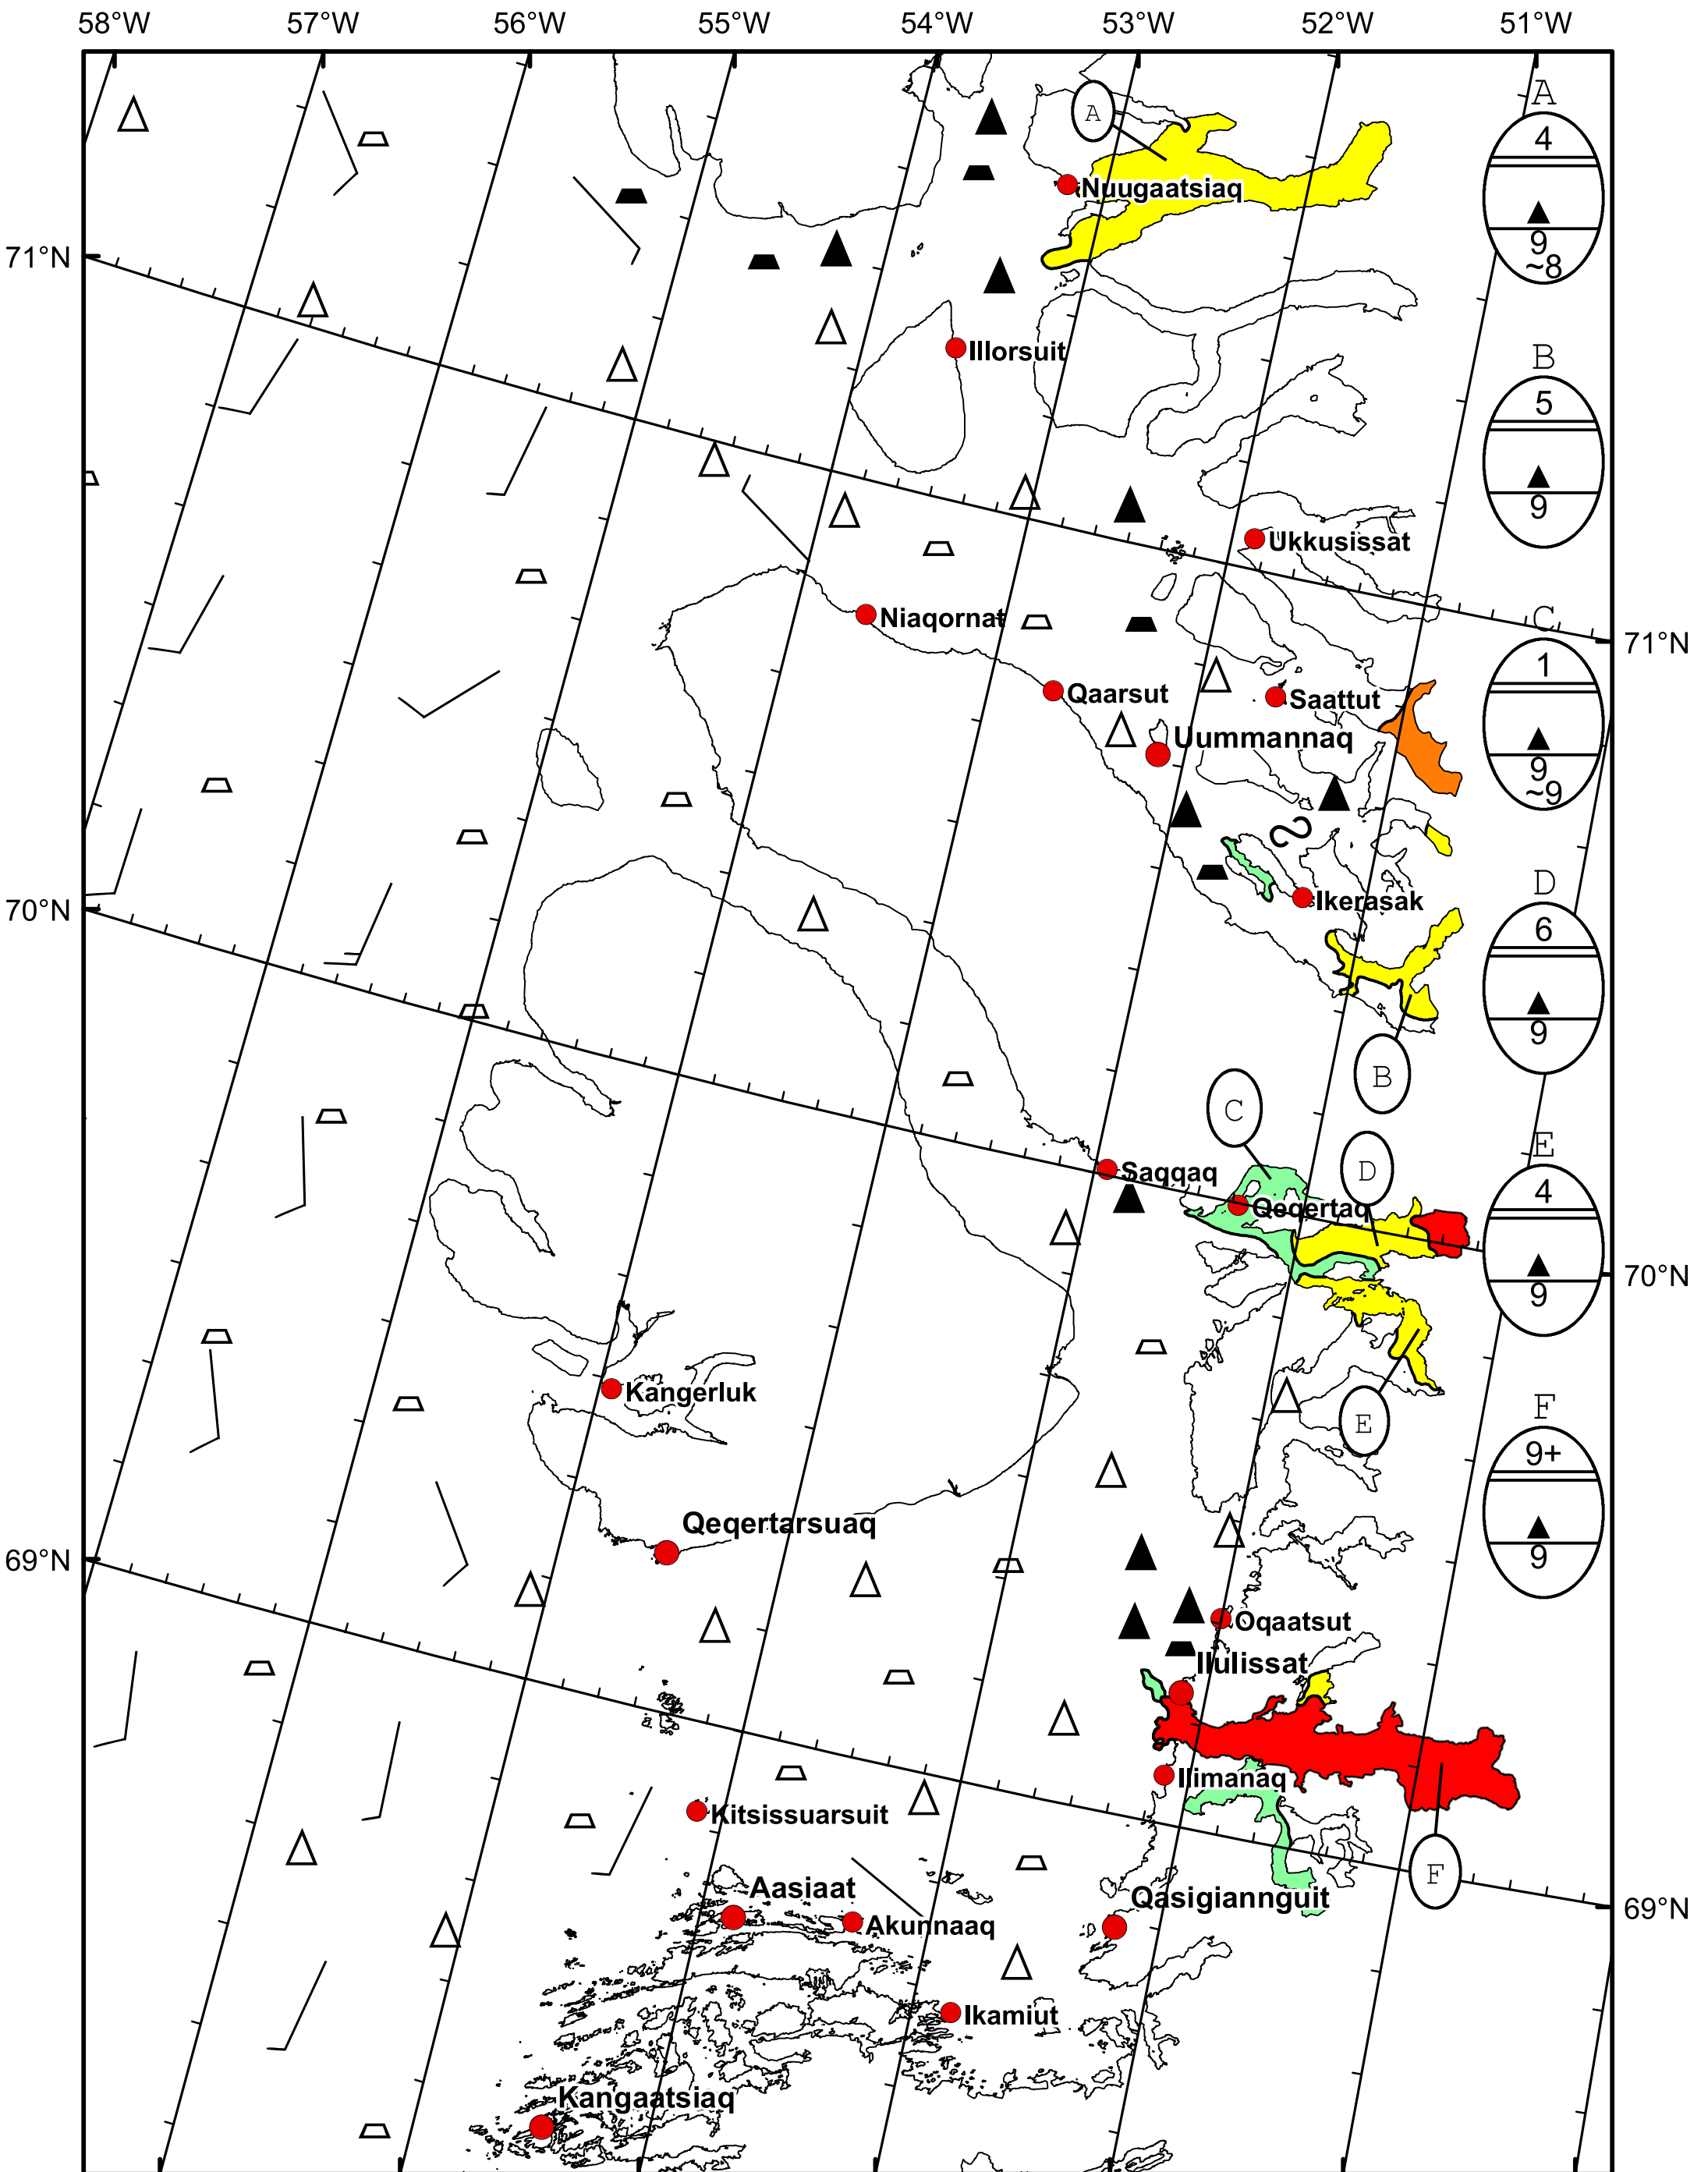 58°W 57°W 56°W 55°W 54°W 53°W 52°W 51°W
A
4
A
Nuugaatsiaq
9
~8
71°N
Illorsuit
B
5
9
Ukkusissat
Niaqornat
C
71°N
1
Qaarsut
Saattut
Uummannaq
9
~9
D
Ikerasak
70°N
6
9
B
C
E
D
Saqqaq
4
Qeqertaq
70°N
9
Kangerluk
F
E
9+
Qeqertarsuaq
69°N
9
Oqaatsut
Ilulissat
Ilimanaq
Kitsissuarsuit
F
Aasiaat
Qasigiannguit
69°N
Akunnaaq
Ikamiut
Kangaatsiaq